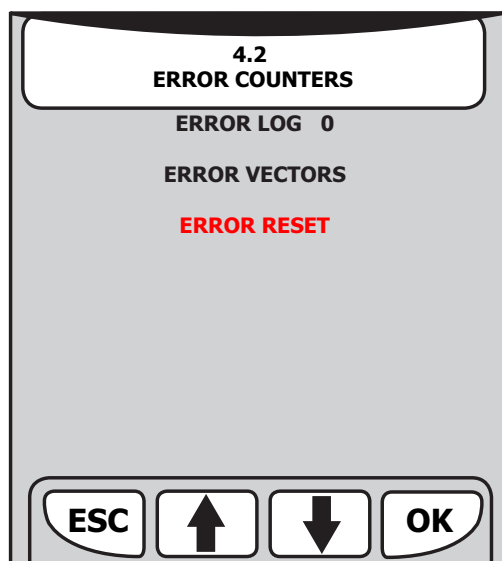 4.2
ERROR COUNTERS
ERROR LOG 0
ERROR VECTORS
ERROR RESET
ESC OK